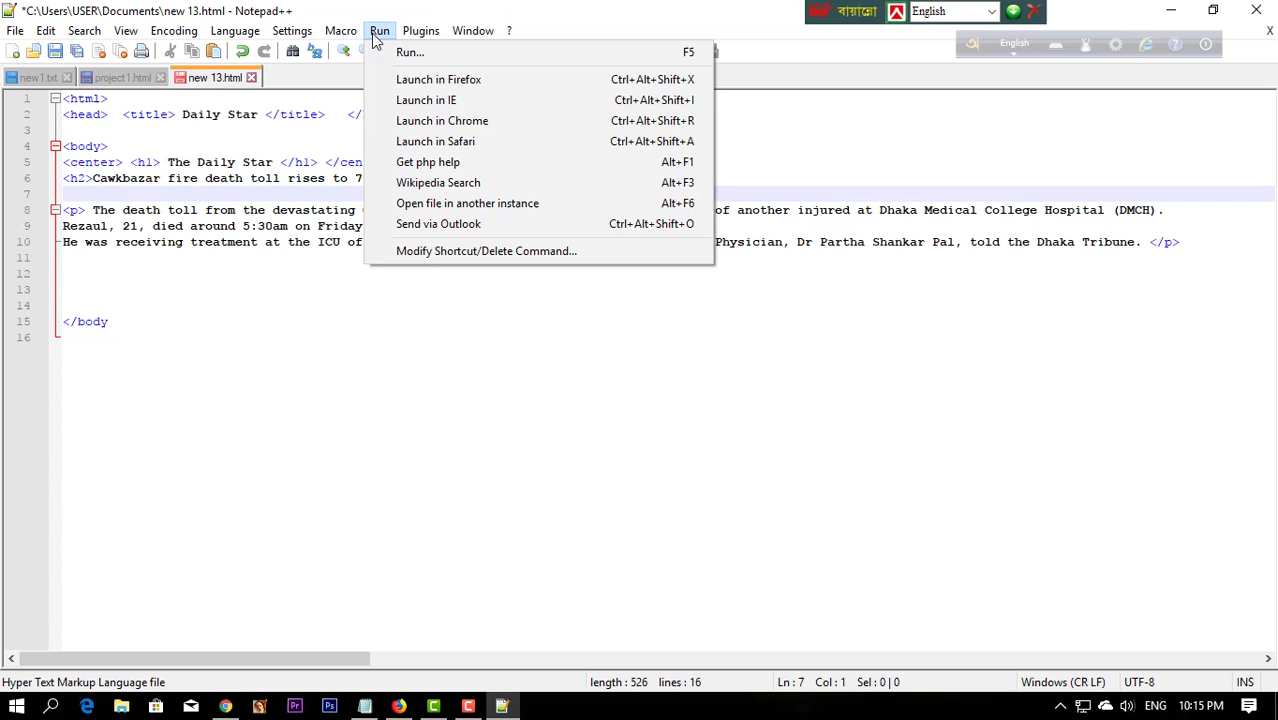 *C:\Users\USER\Documents\new 13.html - Notepad++
বায়ান্নো English
File Edit Search View Encoding Language Settings Macro Run Plugins Window ?
English
new1.txt project1.html new 13.html
Run... F5
Launch in Firefox Ctrl+Alt+Shift+X
Launch in IE Ctrl+Alt+Shift+I
Launch in Chrome Ctrl+Alt+Shift+R
Launch in Safari Ctrl+Alt+Shift+A
Get php help Alt+F1
Wikipedia Search Alt+F3
Open file in another instance Alt+F6
Send via Outlook Ctrl+Alt+Shift+O
Modify Shortcut/Delete Command...
1 <html>
2 <head> <title> Daily Star </title> </
3
4 <body>
5 <center> <h1> The Daily Star </h1> </cen
6 <h2>Cawkbazar fire death toll rises to 7
7
8 <p> The death toll from the devastating of another injured at Dhaka Medical College Hospital (DMCH).
9 Rezaul, 21, died around 5:30am on Friday
10 He was receiving treatment at the ICU of Physician, Dr Partha Shankar Pal, told the Dhaka Tribune. </p>
11
12
13
14
15 </body
16
Hyper Text Markup Language file length : 526 lines : 16 Ln : 7 Col : 1 Sel : 0 | 0 Windows (CR LF) UTF-8 INS
Pr Ps 10:15 PM